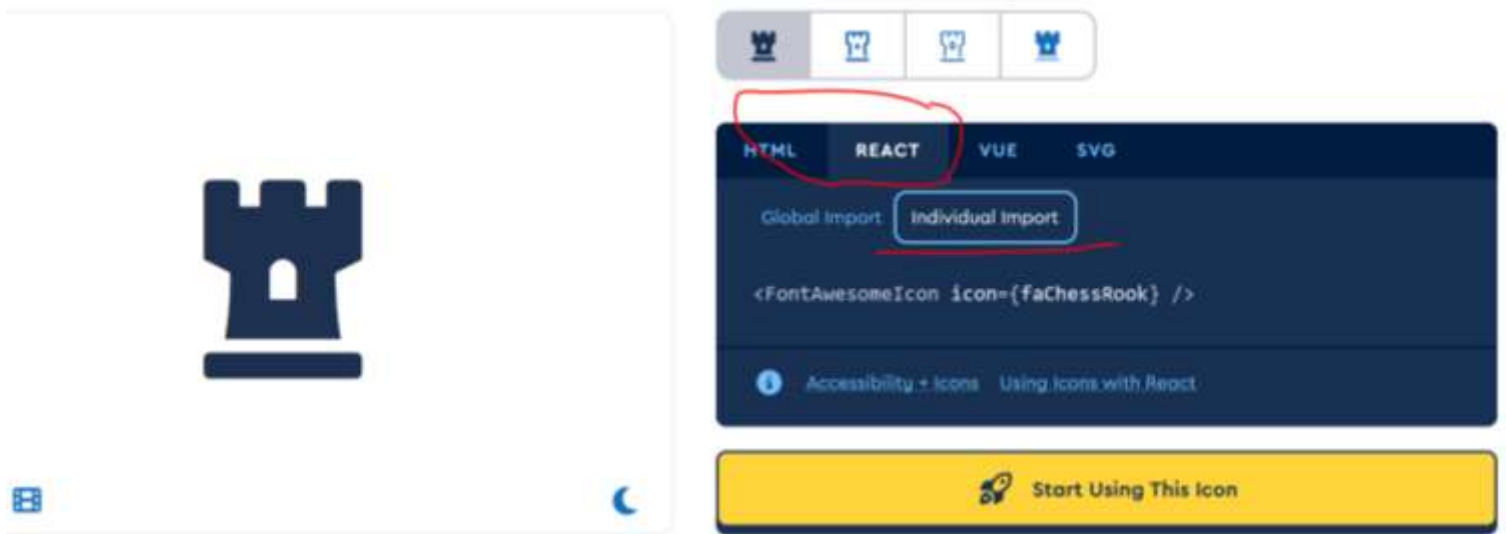 HTML REACT VUE SVG
Global Import Individual Import
<FontAwesomeIcon icon={faChessRook} />
Accessibility + Icons Using Icons with React
Start Using This Icon